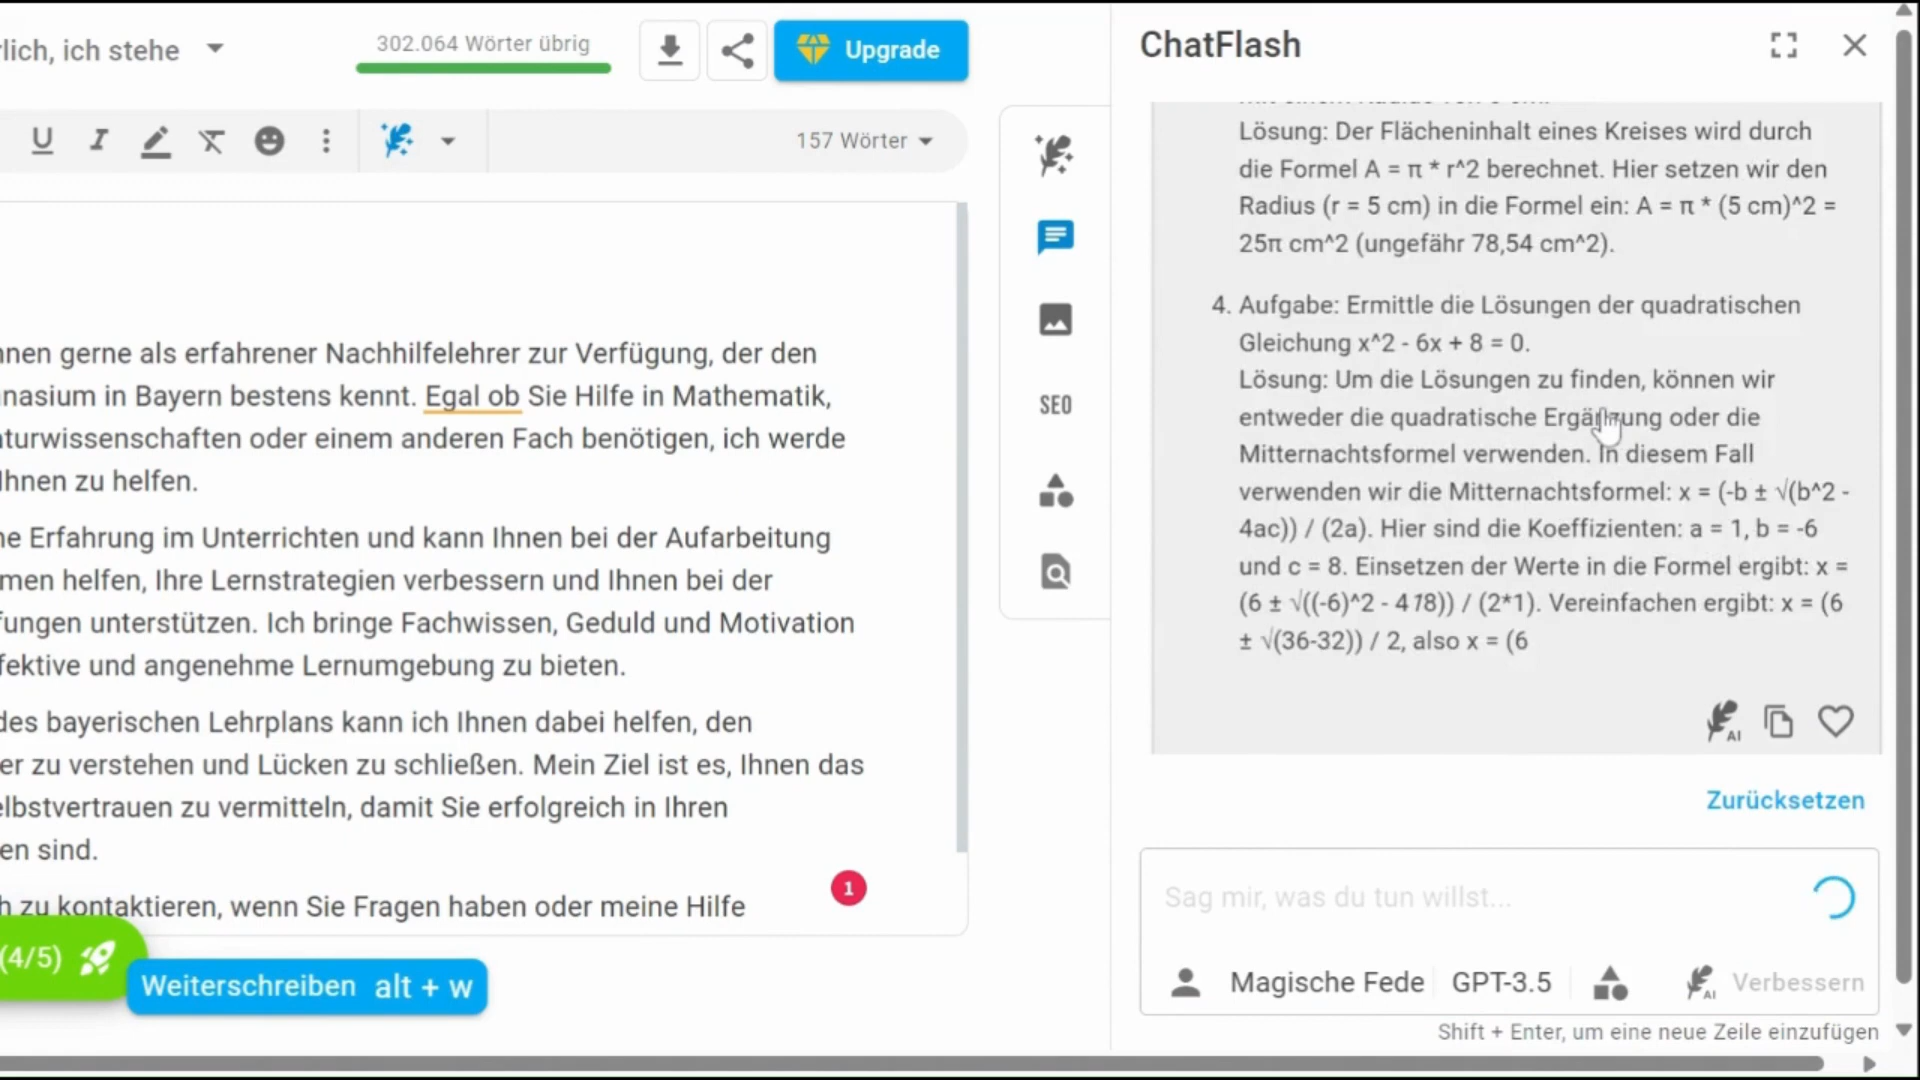 rlich, ich stehe
302.064 Wörter übrig
Upgrade
157 Wörter
nnen gerne als erfahrener Nachhilfelehrer zur Verfügung, der den
nasium in Bayern bestens kennt. Egal ob Sie Hilfe in Mathematik,
aturwissenschaften oder einem anderen Fach benötigen, ich werde
Ihnen zu helfen.
he Erfahrung im Unterrichten und kann Ihnen bei der Aufarbeitung
men helfen, Ihre Lernstrategien verbessern und Ihnen bei der
fungen unterstützen. Ich bringe Fachwissen, Geduld und Motivation
fektive und angenehme Lernumgebung zu bieten.
des bayerischen Lehrplans kann ich Ihnen dabei helfen, den
er zu verstehen und Lücken zu schließen. Mein Ziel ist es, Ihnen das
elbstvertrauen zu vermitteln, damit Sie erfolgreich in Ihren
en sind.
h zu kontaktieren, wenn Sie Fragen haben oder meine Hilfe
1
(4/5)
Weiterschreiben alt + w
SEO
ChatFlash
Lösung: Der Flächeninhalt eines Kreises wird durch
die Formel A = π * r^2 berechnet. Hier setzen wir den
Radius (r = 5 cm) in die Formel ein: A = π * (5 cm)^2 =
25π cm^2 (ungefähr 78,54 cm^2).
4. Aufgabe: Ermittle die Lösungen der quadratischen
Gleichung x^2 - 6x + 8 = 0.
Lösung: Um die Lösungen zu finden, können wir
entweder die quadratische Ergänzung oder die
Mitternachtsformel verwenden. In diesem Fall
verwenden wir die Mitternachtsformel: x = (-b ± √(b^2 -
4ac)) / (2a). Hier sind die Koeffizienten: a = 1, b = -6
und c = 8. Einsetzen der Werte in die Formel ergibt: x =
(6 ± √((-6)^2 - 418)) / (2*1). Vereinfachen ergibt: x = (6
± √(36-32)) / 2, also x = (6
AI
Zurücksetzen
Sag mir, was du tun willst...
Magische Fede
GPT-3.5
AI Verbessern
Shift + Enter, um eine neue Zeile einzufügen